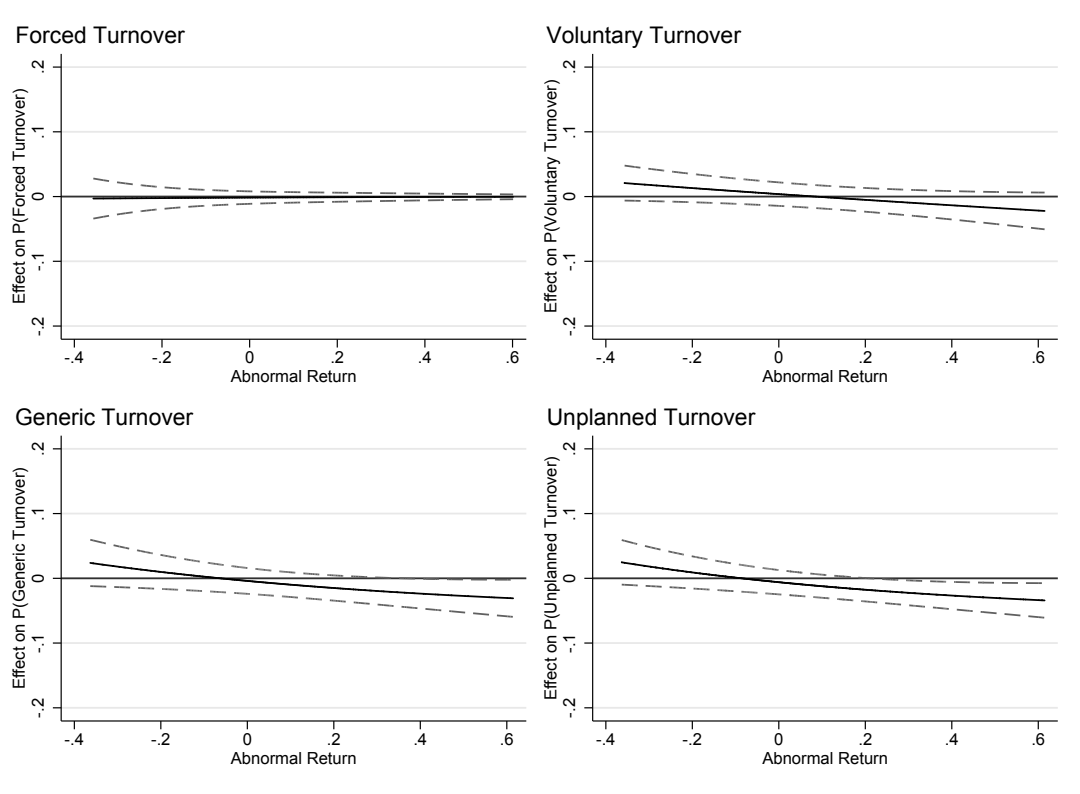 Forced Turnover
Effect on P(Forced Turnover)
.2
.1
0
-.1
-.2
-.4 -.2 0 .2 .4 .6
Abnormal Return
Voluntary Turnover
Effect on P(Voluntary Turnover)
.2
.1
0
-.1
-.2
-.4 -.2 0 .2 .4 .6
Abnormal Return
Generic Turnover
Effect on P(Generic Turnover)
.2
.1
0
-.1
-.2
-.4 -.2 0 .2 .4 .6
Abnormal Return
Unplanned Turnover
Effect on P(Unplanned Turnover)
.2
.1
0
-.1
-.2
-.4 -.2 0 .2 .4 .6
Abnormal Return